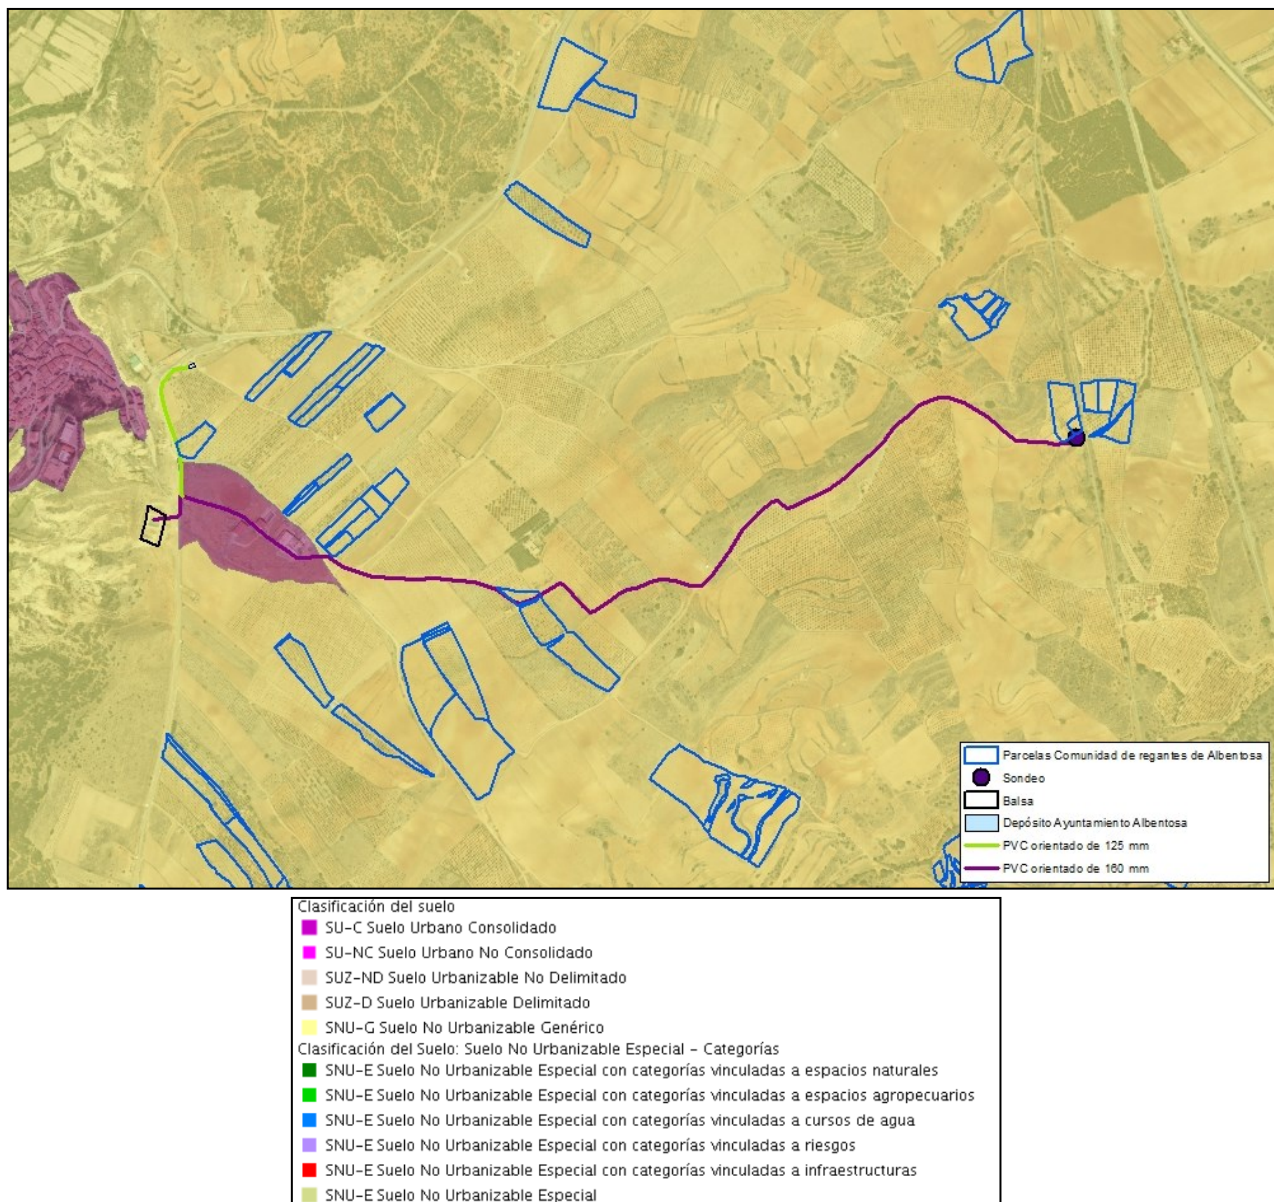 Parcelas Comunidad de regantes de Albentosa
Sondeo
Balsa
Depósito Ayuntamiento Albentosa
PVC orientado de 125 mm
PVC orientado de 160 mm
Clasificación del suelo
SU-C Suelo Urbano Consolidado
SU-NC Suelo Urbano No Consolidado
SUZ-ND Suelo Urbanizable No Delimitado
SUZ-D Suelo Urbanizable Delimitado
SNU-G Suelo No Urbanizable Genérico
Clasificación del Suelo: Suelo No Urbanizable Especial - Categorías
SNU-E Suelo No Urbanizable Especial con categorías vinculadas a espacios naturales
SNU-E Suelo No Urbanizable Especial con categorías vinculadas a espacios agropecuarios
SNU-E Suelo No Urbanizable Especial con categorías vinculadas a cursos de agua
SNU-E Suelo No Urbanizable Especial con categorías vinculadas a riesgos
SNU-E Suelo No Urbanizable Especial con categorías vinculadas a infraestructuras
SNU-E Suelo No Urbanizable Especial